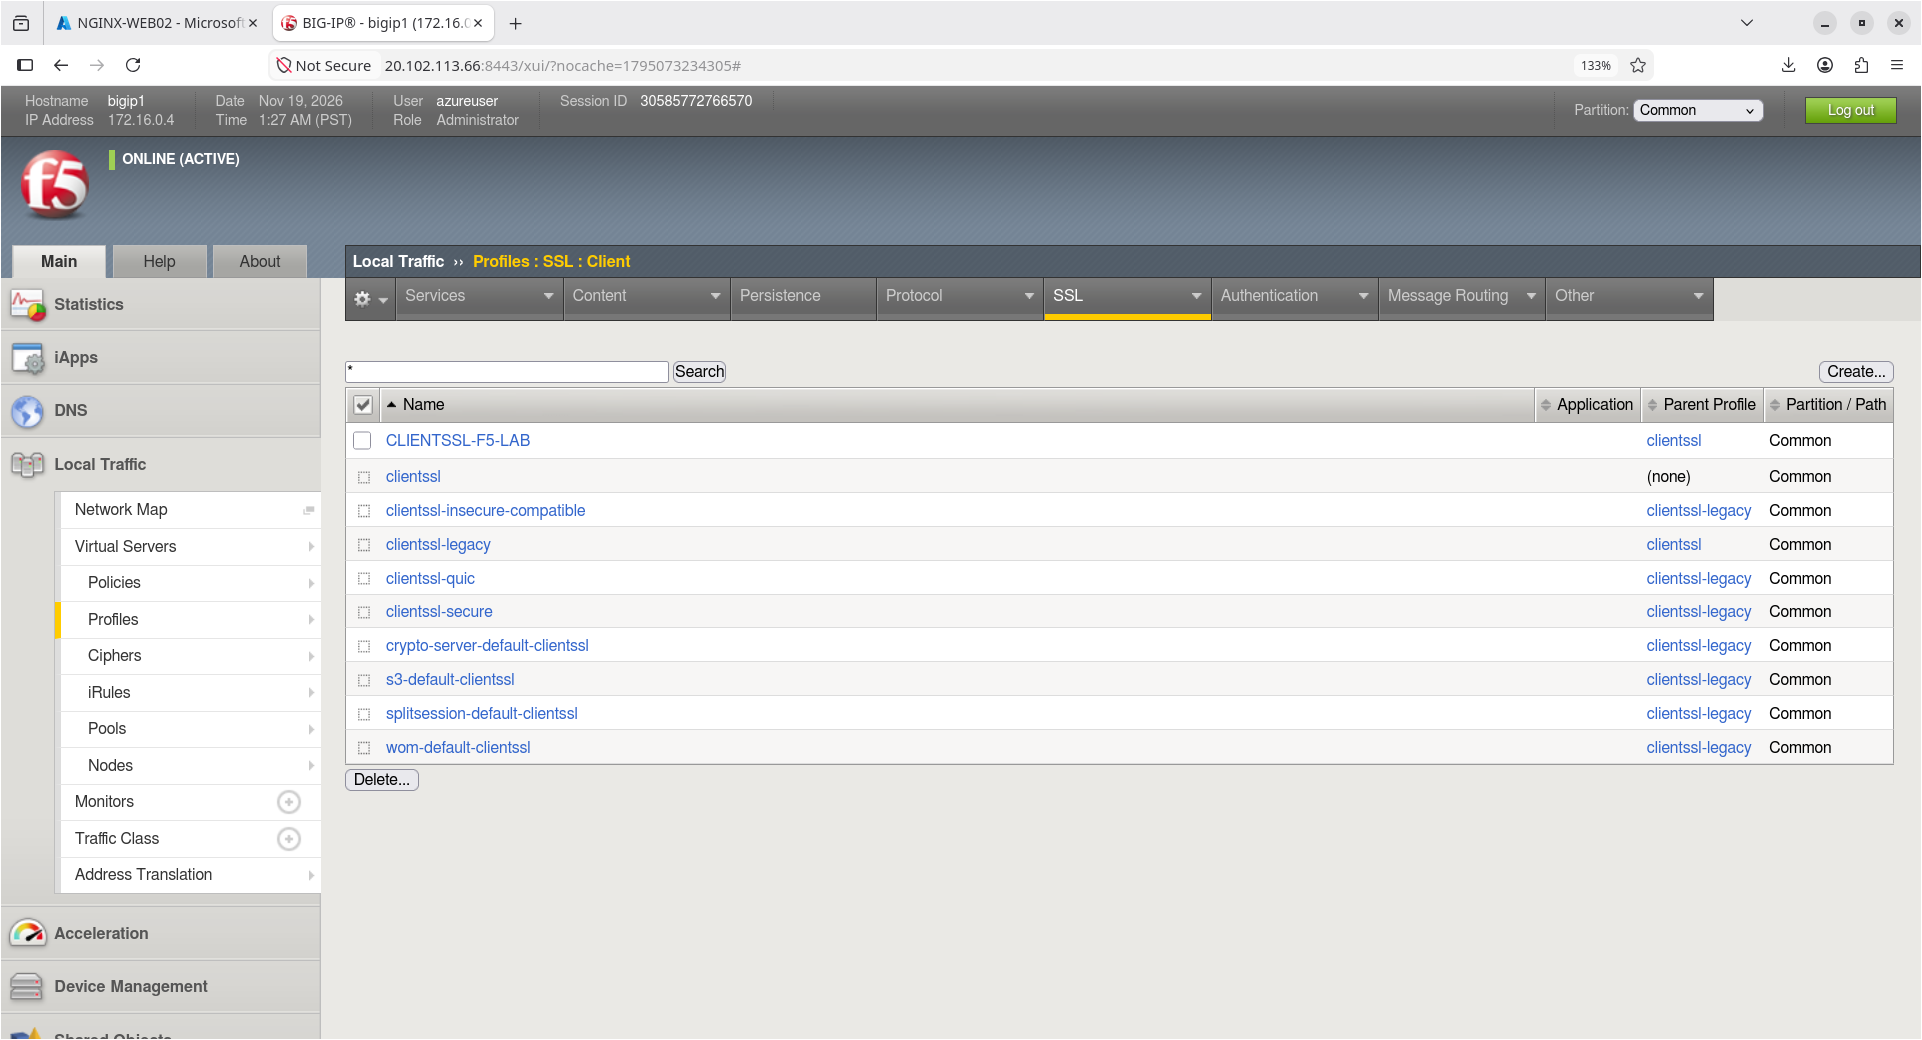 NGINX-WEB02 - Microsoft
BIG-IP® - bigip1 (172.16.0
Not Secure 20.102.113.66:8443/xui/?nocache=1795073234305# 133%
Hostname bigip1 Date Nov 19, 2026 User azureuser Session ID 30585772766570
IP Address 172.16.0.4 Time 1:27 AM (PST) Role Administrator
Partition: Common Log out
f5
ONLINE (ACTIVE)
Main Help About
Local Traffic ›› Profiles : SSL : Client
Services Content Persistence Protocol SSL Authentication Message Routing Other
Statistics
iApps
DNS
Local Traffic
Network Map
Virtual Servers
Policies
Profiles
Ciphers
iRules
Pools
Nodes
Monitors
Traffic Class
Address Translation
Acceleration
Device Management
Shared Objects
* Search Create...
Name Application Parent Profile Partition / Path
CLIENTSSL-F5-LAB clientssl Common
clientssl (none) Common
clientssl-insecure-compatible clientssl-legacy Common
clientssl-legacy clientssl Common
clientssl-quic clientssl-legacy Common
clientssl-secure clientssl-legacy Common
crypto-server-default-clientssl clientssl-legacy Common
s3-default-clientssl clientssl-legacy Common
splitsession-default-clientssl clientssl-legacy Common
wom-default-clientssl clientssl-legacy Common
Delete...